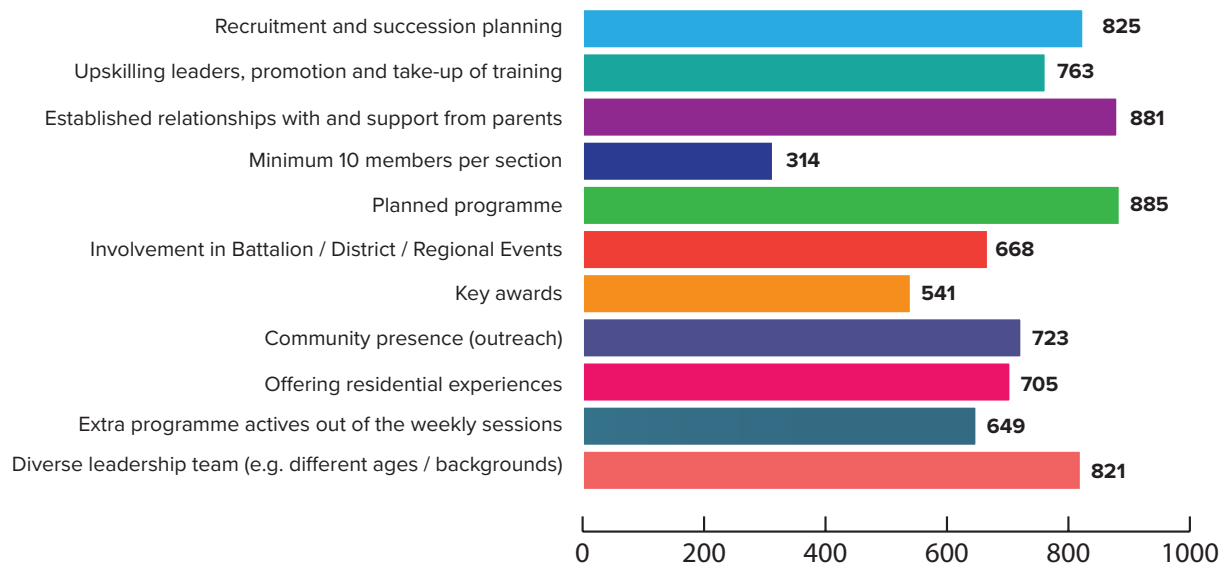 Recruitment and succession planning 825
Upskilling leaders, promotion and take-up of training 763
Established relationships with and support from parents 881
Minimum 10 members per section 314
Planned programme 885
Involvement in Battalion / District / Regional Events 668
Key awards 541
Community presence (outreach) 723
Offering residential experiences 705
Extra programme actives out of the weekly sessions 649
Diverse leadership team (e.g. different ages / backgrounds) 821
0 200 400 600 800 1000